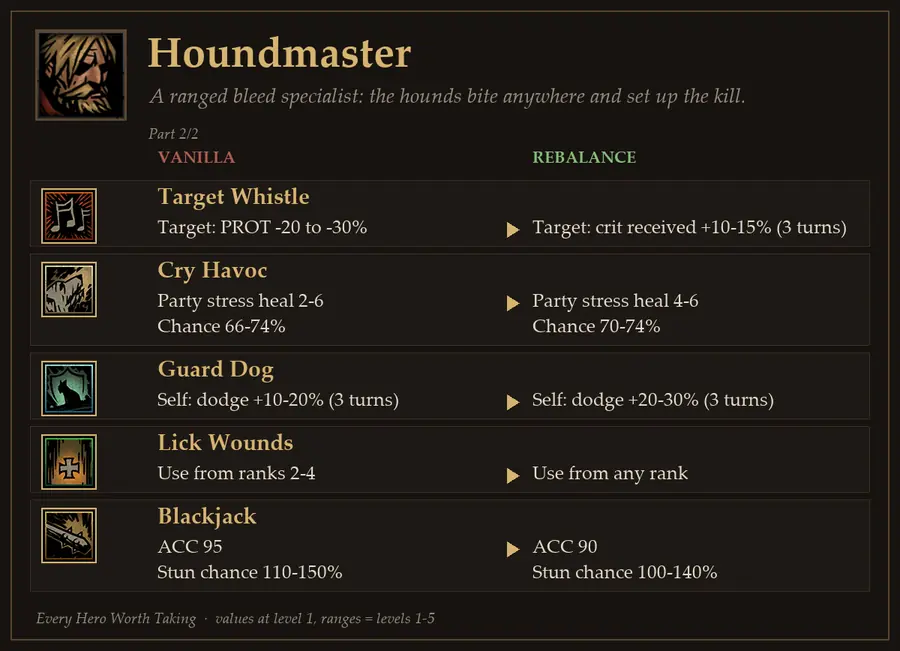 Houndmaster
A ranged bleed specialist: the hounds bite anywhere and set up the kill.
Part 2/2
VANILLA REBALANCE
Target Whistle
Target: PROT -20 to -30% Target: crit received +10-15% (3 turns)
Cry Havoc
Party stress heal 2-6 Party stress heal 4-6
Chance 66-74% Chance 70-74%
Guard Dog
Self: dodge +10-20% (3 turns) Self: dodge +20-30% (3 turns)
Lick Wounds
Use from ranks 2-4 Use from any rank
Blackjack
ACC 95 ACC 90
Stun chance 110-150% Stun chance 100-140%
Every Hero Worth Taking · values at level 1, ranges = levels 1-5